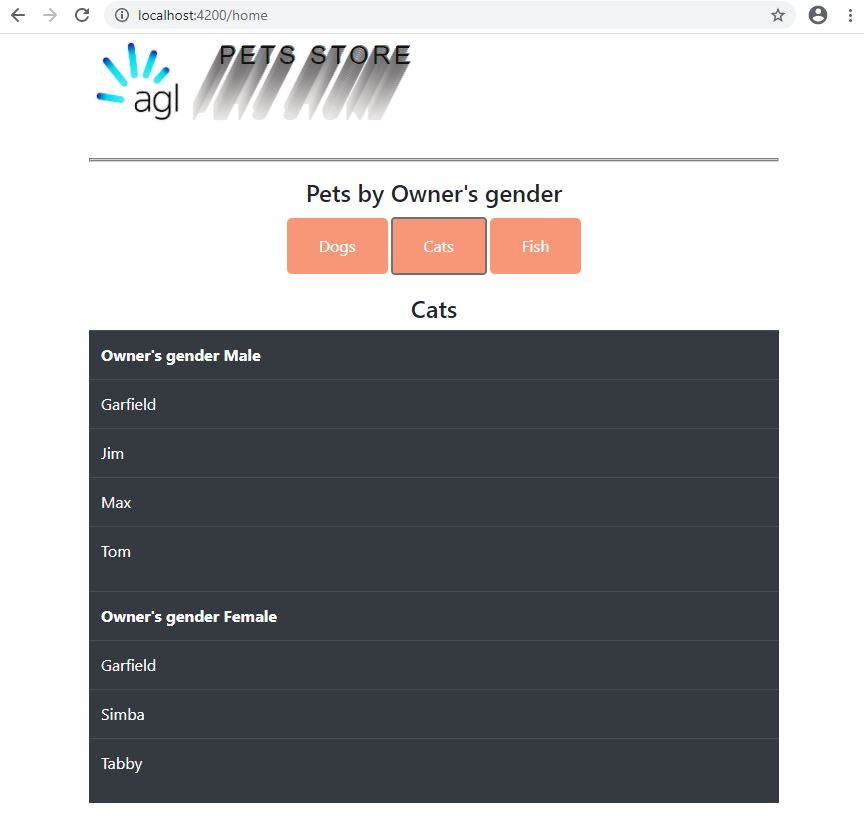 localhost:4200/home
PETS STORE
agl
Pets by Owner's gender
Dogs Cats Fish
Cats
Owner's gender Male
Garfield
Jim
Max
Tom
Owner's gender Female
Garfield
Simba
Tabby